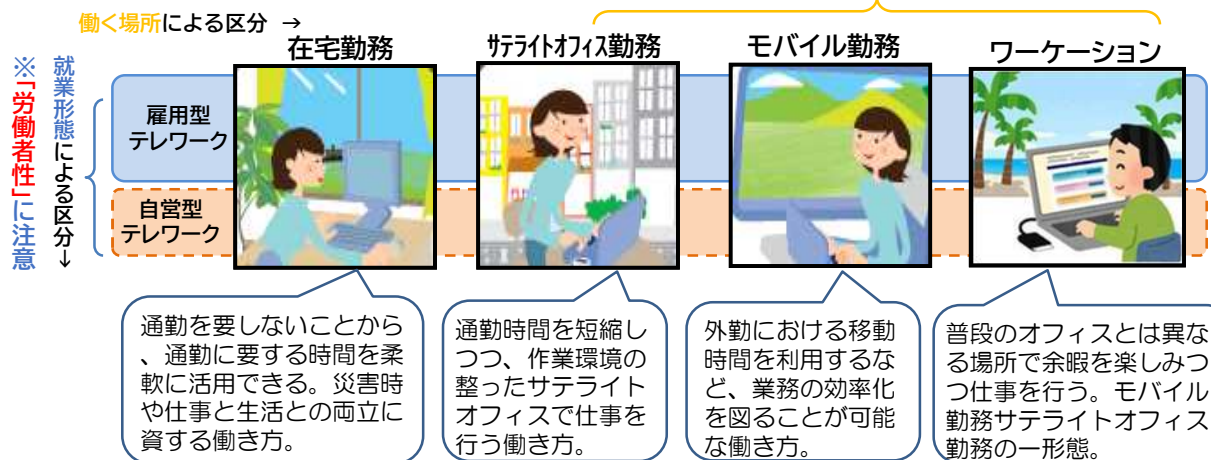 働く場所による区分 →
在宅勤務
ｻﾃﾗｲﾄオフィス勤務
モバイル勤務
ワーケーション
就業形態による区分→
※「労働者性」に注意
雇用型
テレワーク
自営型
テレワーク
通勤を要しないことから
、通勤に要する時間を柔
軟に活用できる。災害時
や仕事と生活との両立に
資する働き方。
通勤時間を短縮し
つつ、作業環境の
整ったサテライト
オフィスで仕事を
行う働き方。
外勤における移動
時間を利用するな
ど、業務の効率化
を図ることが可能
な働き方。
普段のオフィスとは異な
る場所で余暇を楽しみつ
つ仕事を行う。モバイル
勤務サテライトオフィス
勤務の一形態。